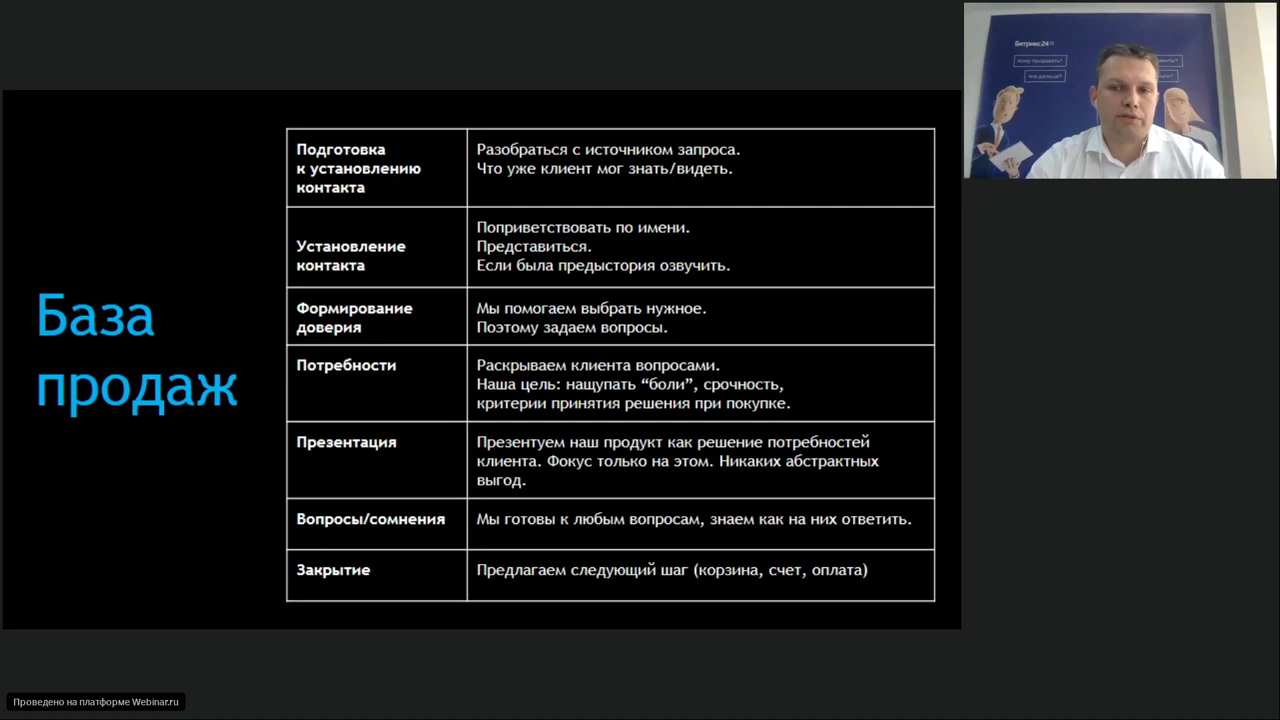 База
продаж
Подготовка
к установлению
контакта
Разобраться с источником запроса.
Что уже клиент мог знать/видеть.
Установление
контакта
Поприветствовать по имени.
Представиться.
Если была предыстория озвучить.
Формирование
доверия
Мы помогаем выбрать нужное.
Поэтому задаем вопросы.
Потребности
Раскрываем клиента вопросами.
Наша цель: нащупать “боли”, срочность,
критерии принятия решения при покупке.
Презентация
Презентуем наш продукт как решение потребностей
клиента. Фокус только на этом. Никаких абстрактных
выгод.
Вопросы/сомнения
Мы готовы к любым вопросам, знаем как на них ответить.
Закрытие
Предлагаем следующий шаг (корзина, счет, оплата)
Битрикс24
Кому продавать?
Что дальше?
Проведено на платформе Webinar.ru